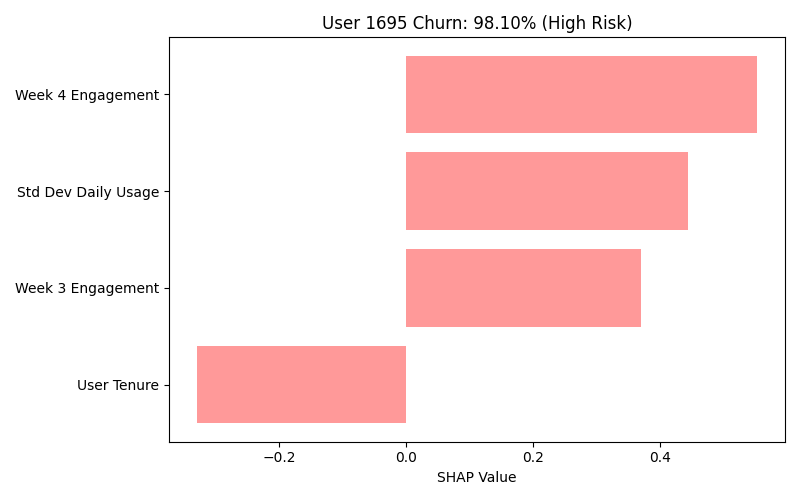 User 1695 Churn: 98.10% (High Risk)
Week 4 Engagement
Std Dev Daily Usage
Week 3 Engagement
User Tenure
−0.2 0.0 0.2 0.4
SHAP Value